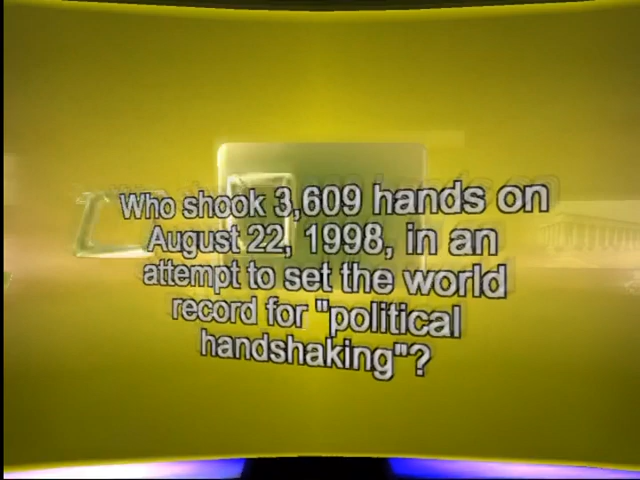 Who shook 3,609 hands on
August 22, 1998, in an
attempt to set the world
record for "political
handshaking"?